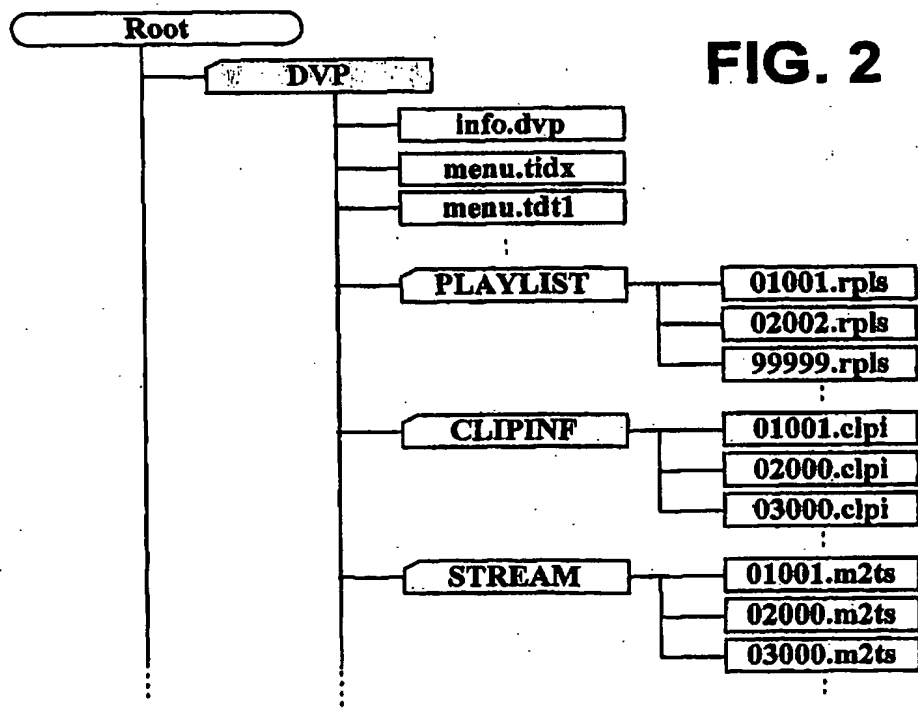 Root
FIG. 2
DVP
info.dvp
menu.tidx
menu.tdt1
PLAYLIST
01001.rpls
02002.rpls
99999.rpls
CLIPINF
01001.clpi
02000.clpi
03000.clpi
STREAM
01001.m2ts
02000.m2ts
03000.m2ts